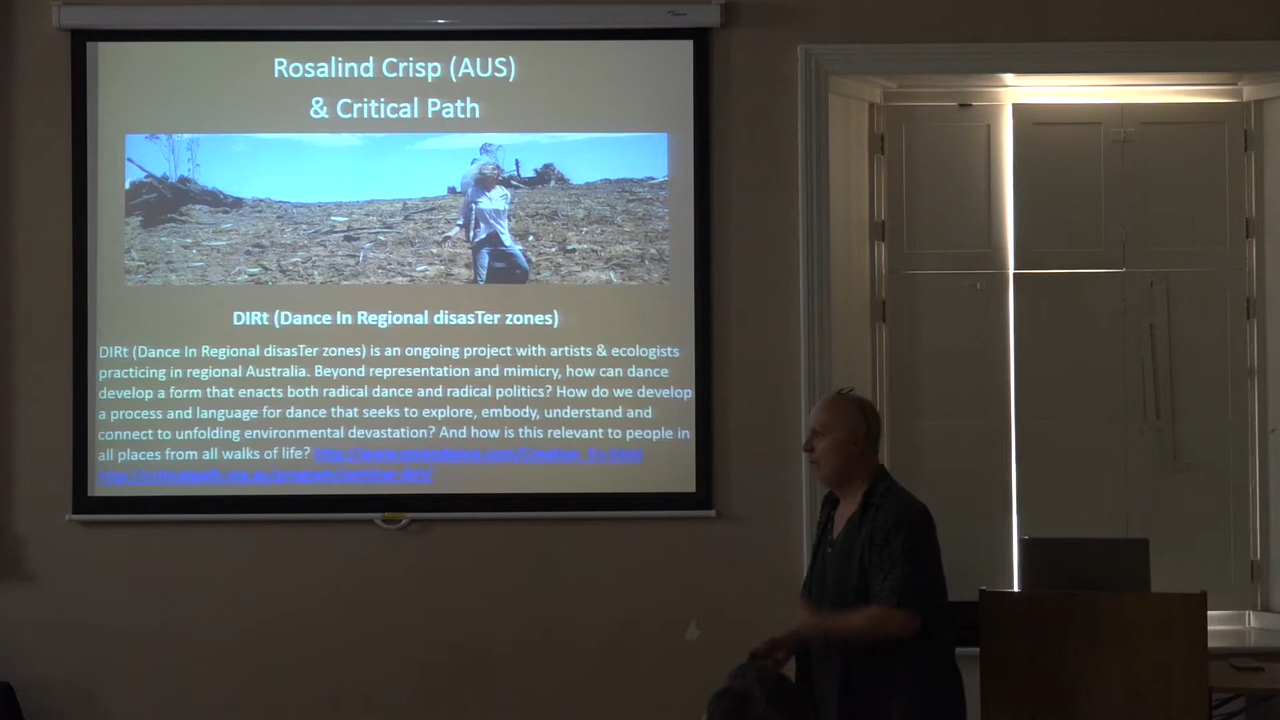 Rosalind Crisp (AUS)
& Critical Path
DIRt (Dance In Regional disasTer zones)
DIRt (Dance In Regional disasTer zones) is an ongoing project with artists & ecologists
practicing in regional Australia. Beyond representation and mimicry, how can dance
develop a form that enacts both radical dance and radical politics? How do we develop
a process and language for dance that seeks to explore, embody, understand and
connect to unfolding environmental devastation? And how is this relevant to people in
all places from all walks of life?